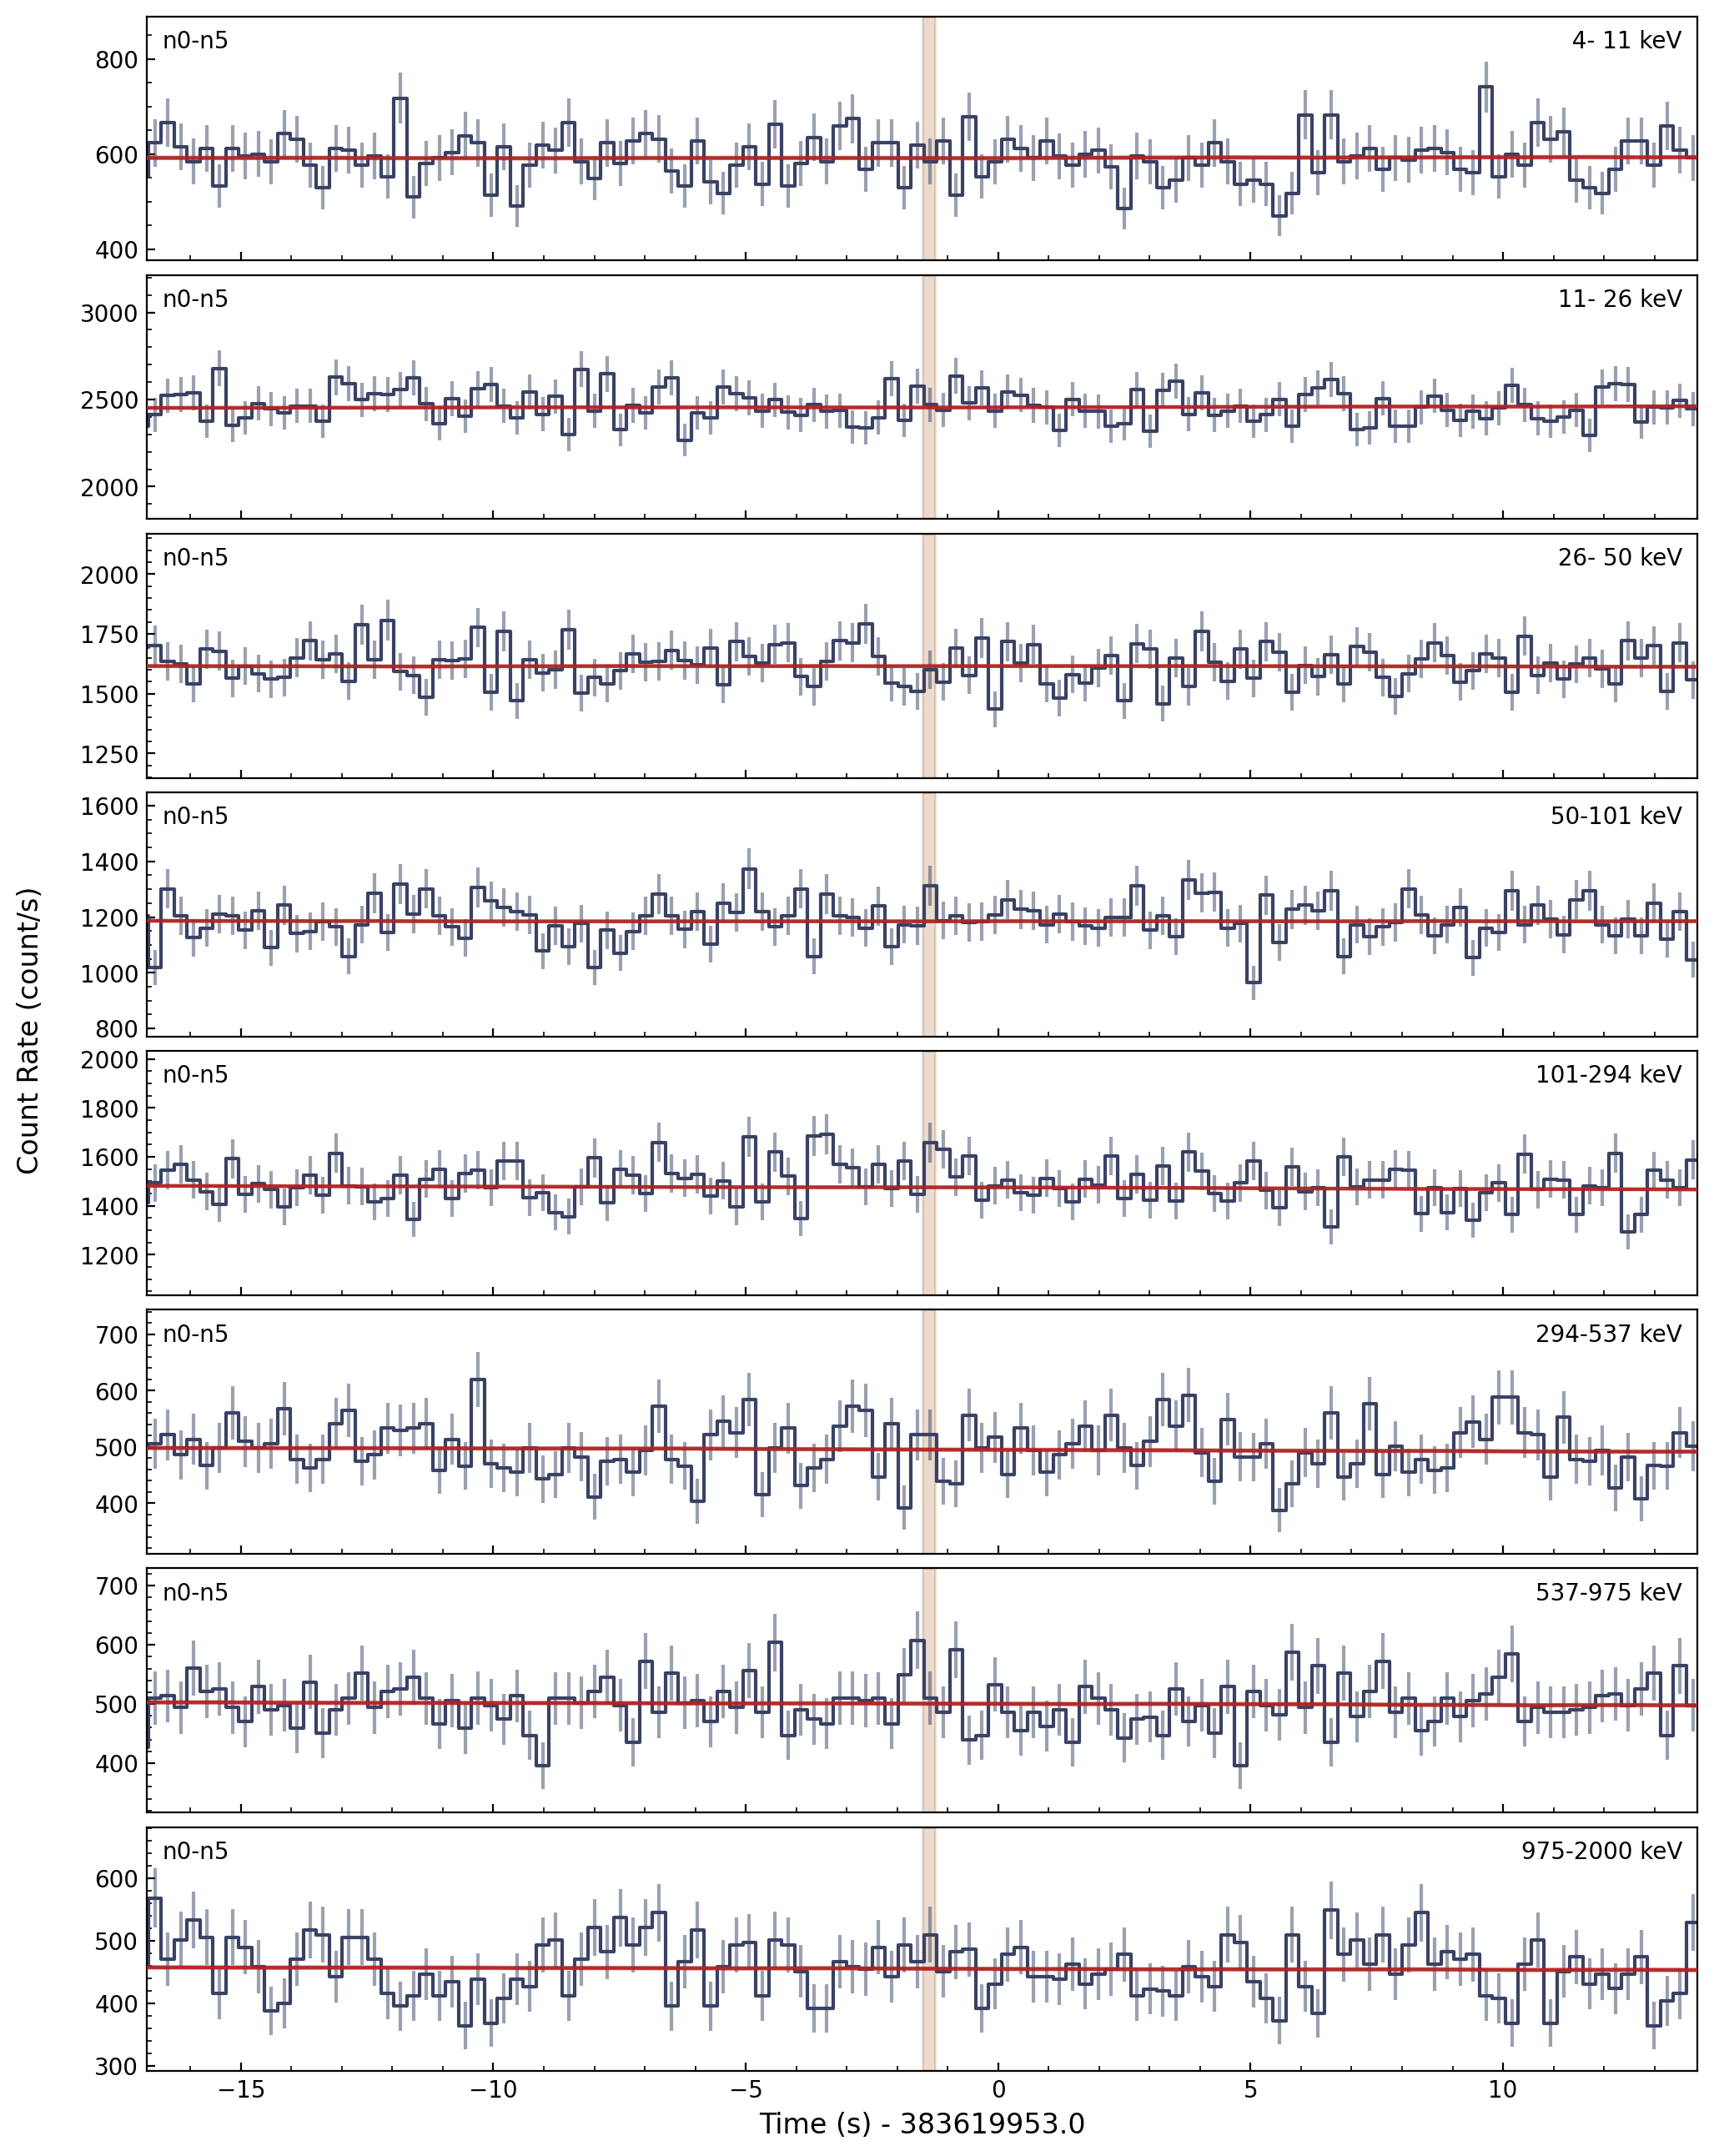 n0-n5 4- 11 keV
800
600
400
n0-n5 11- 26 keV
3000
2500
2000
n0-n5 26- 50 keV
2000
1750
1500
1250
n0-n5 50-101 keV
1600
1400
1200
1000
800
n0-n5 101-294 keV
2000
1800
1600
1400
1200
n0-n5 294-537 keV
700
600
500
400
n0-n5 537-975 keV
700
600
500
400
n0-n5 975-2000 keV
600
500
400
300
Count Rate (count/s)
−15 −10 −5 0 5 10
Time (s) - 383619953.0